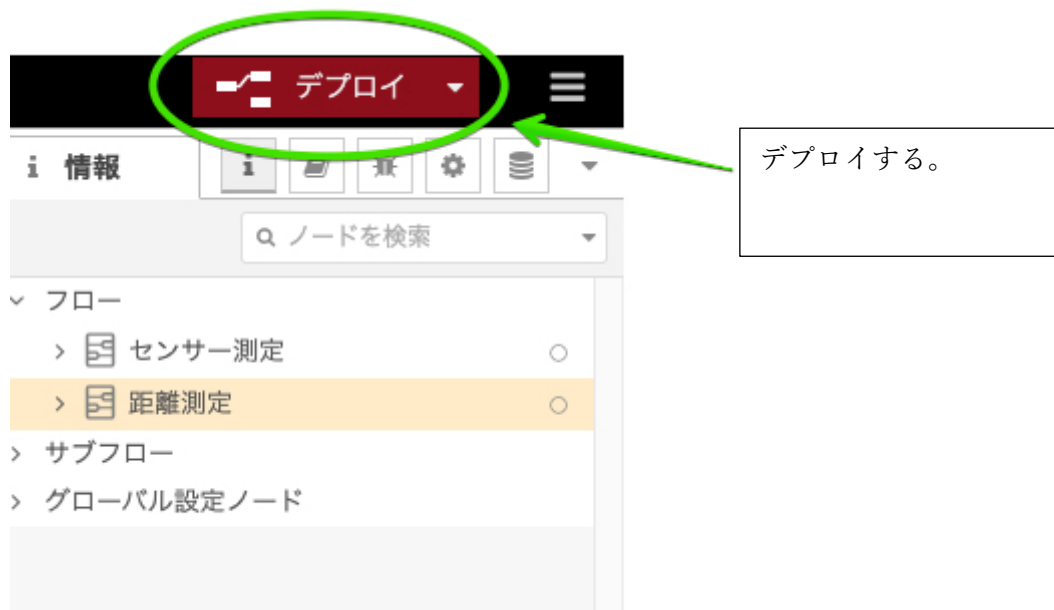 デプロイ
デプロイする。
i 情報
i
ノードを検索
フロー
センサー測定
距離測定
サブフロー
グローバル設定ノード